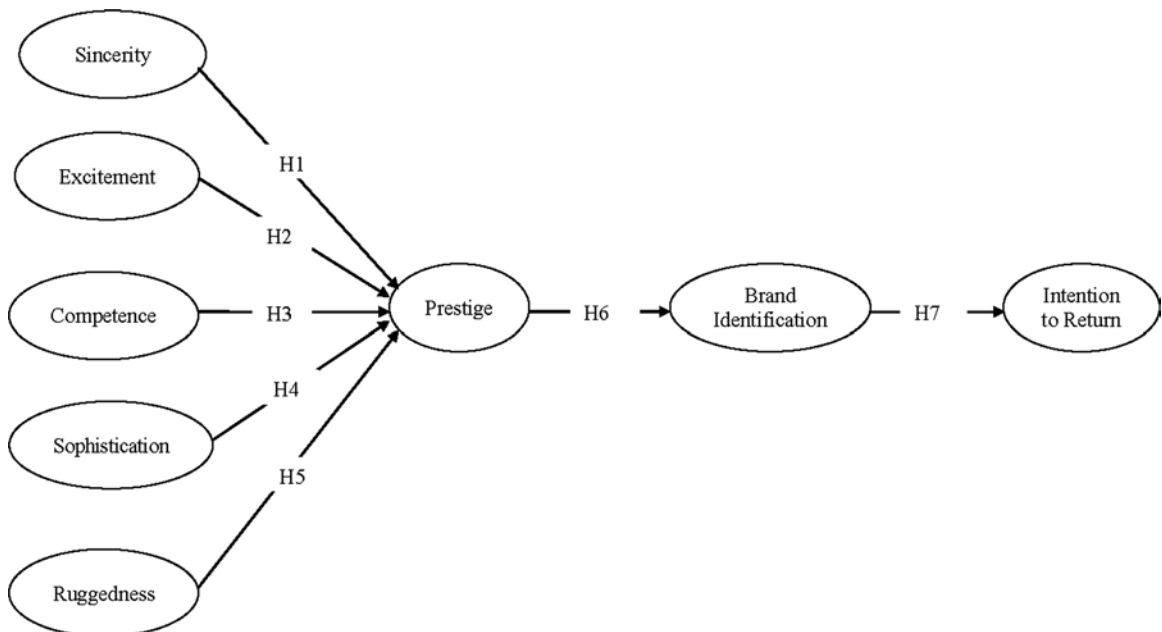 Sincerity
H1
Excitement
H2
Competence
H3
Prestige
H6
Brand
Identification
H7
Intention
to Return
H4
Sophistication
H5
Ruggedness